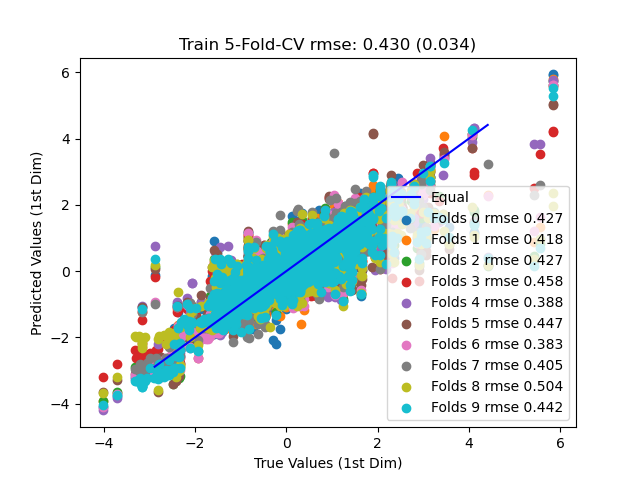 Train 5-Fold-CV rmse: 0.430 (0.034)
6
4
2
0
−2
−4
Predicted Values (1st Dim)
Equal
Folds 0 rmse 0.427
Folds 1 rmse 0.418
Folds 2 rmse 0.427
Folds 3 rmse 0.458
Folds 4 rmse 0.388
Folds 5 rmse 0.447
Folds 6 rmse 0.383
Folds 7 rmse 0.405
Folds 8 rmse 0.504
Folds 9 rmse 0.442
−4 −2 0 2 4 6
True Values (1st Dim)